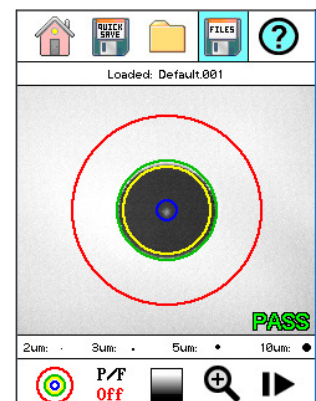 QUICK SAVE
FILES
?
Loaded: Default.001
PASS
2um: 3um: 5um: 10um:
P/F
Off